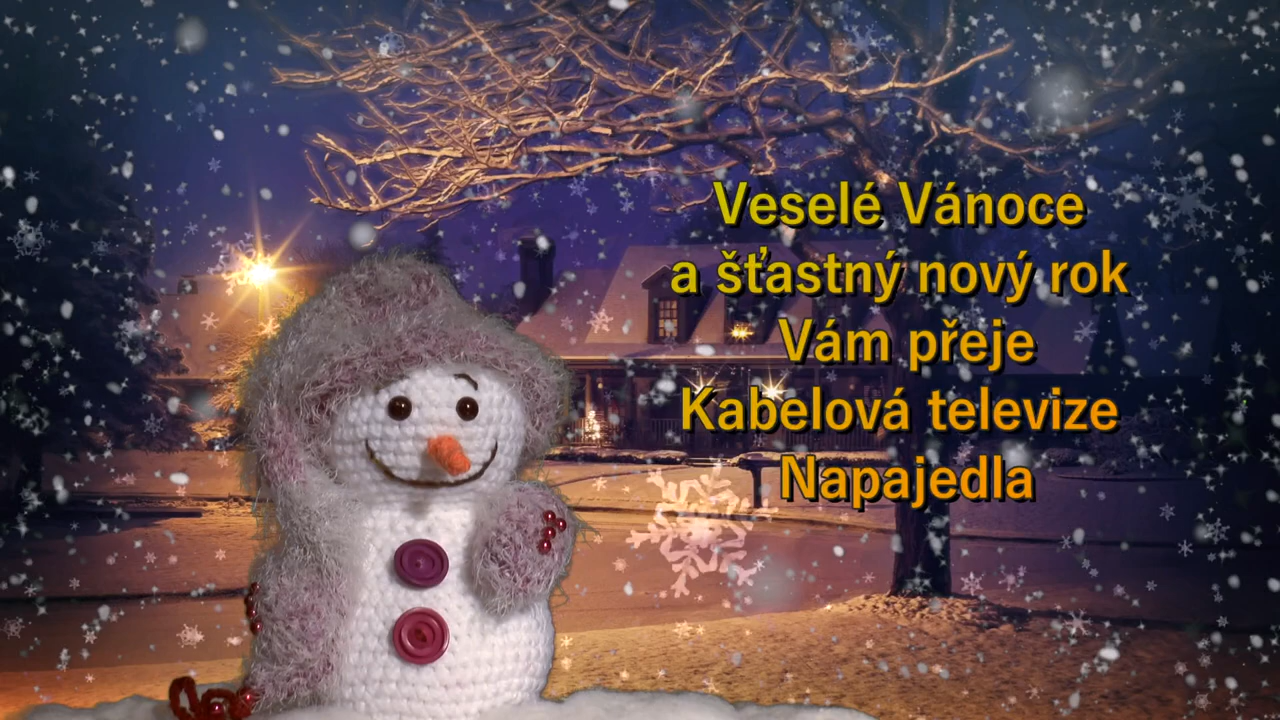 Veselé Vánoce
a šťastný nový rok
Vám přeje
Kabelová televize
Napajedla